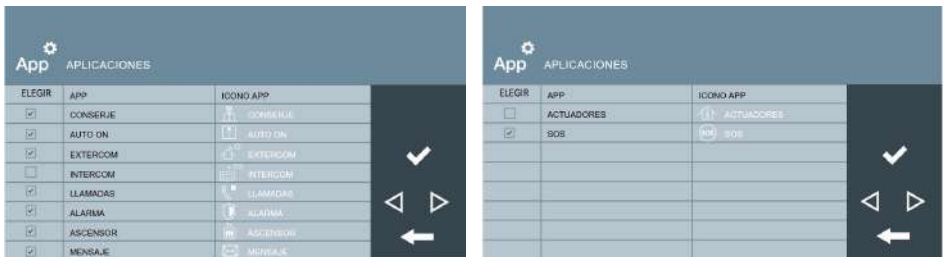 App APLICACIONES
ELEGIR APP ICONO APP
CONSERJE CONSERJE
AUTO ON AUTO ON
EXTERCOM EXTERCOM
INTERCOM INTERCOM
LLAMADAS LLAMADAS
ALARMA ALARMA
ASCENSOR ASCENSOR
MENSAJE MENSAJE
App APLICACIONES
ELEGIR APP ICONO APP
ACTUADORES ACTUADORES
SOS SOS SOS